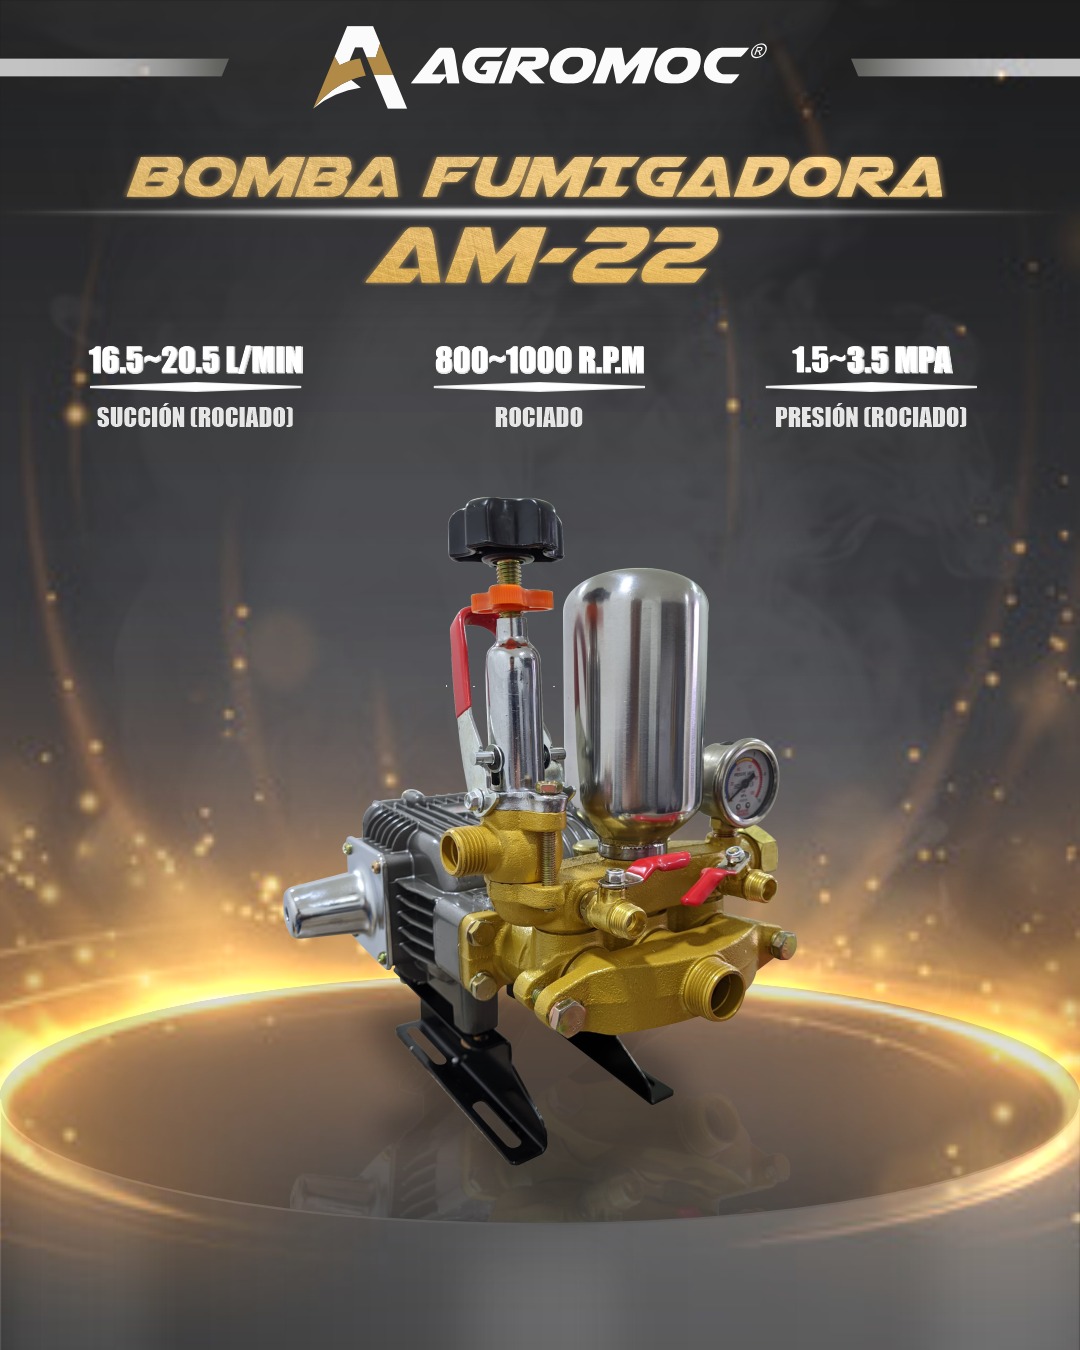 AGROMOC®
BOMBA FUMIGADORA
AM-22
16.5~20.5 L/MIN
800~1000 R.P.M
1.5~3.5 MPA
SUCCIÓN (ROCIADO)
ROCIADO
PRESIÓN (ROCIADO)